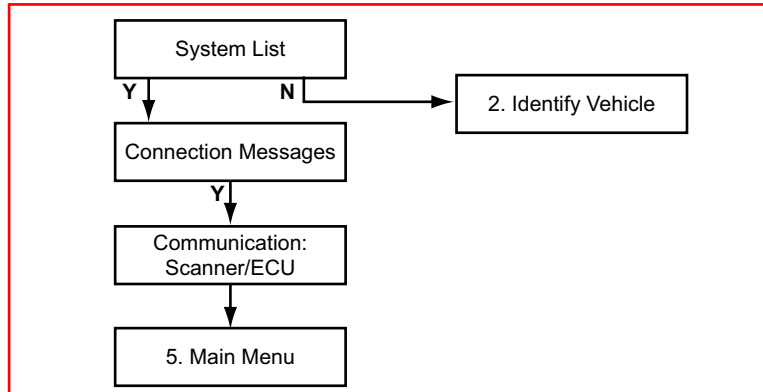 System List
Y
N
2. Identify Vehicle
Connection Messages
Y
Communication:
Scanner/ECU
5. Main Menu